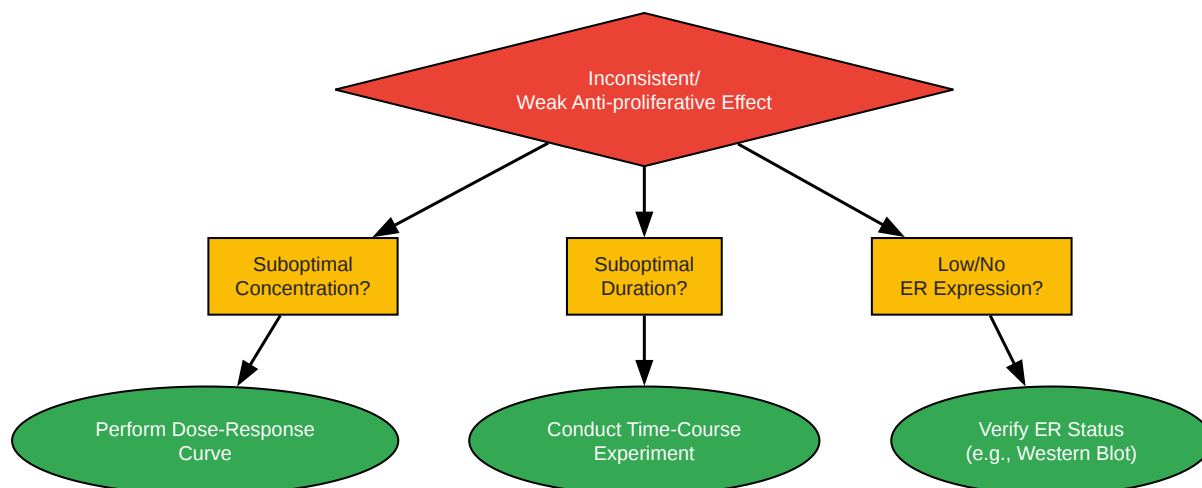 Inconsistent/
Weak Anti-proliferative Effect
Suboptimal
Concentration?
Suboptimal
Duration?
Low/No
ER Expression?
Perform Dose-Response
Curve
Conduct Time-Course
Experiment
Verify ER Status
(e.g., Western Blot)